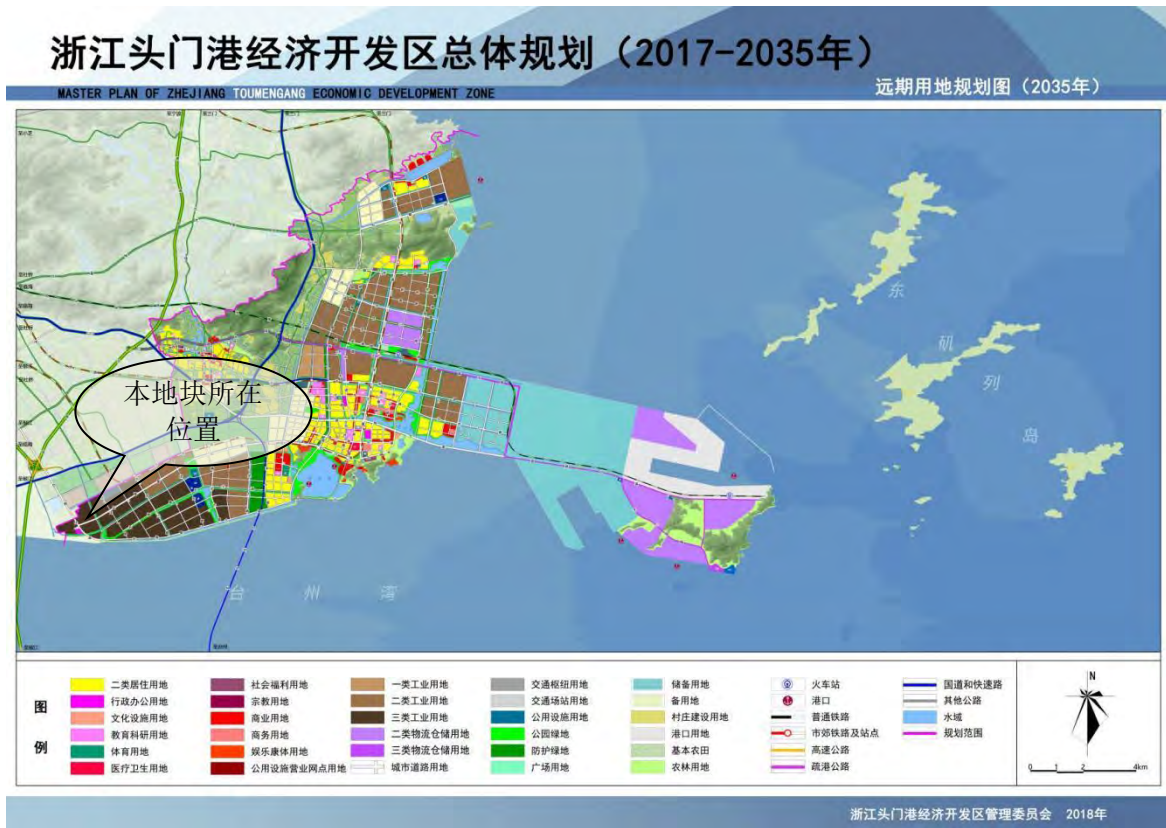 浙江头门港经济开发区总体规划（2017-2035年）
MASTER PLAN OF ZHEJIANG TOUMENGANG ECONOMIC DEVELOPMENT ZONE
远期用地规划图（2035年）
东
矶
列
岛
本地块所在
位置
台州湾
图例
二类居住用地
行政办公用地
文化设施用地
教育科研用地
体育用地
医疗卫生用地
社会福利用地
宗教用地
商业用地
商务用地
娱乐康体用地
公用设施营业网点用地
一类工业用地
二类工业用地
三类工业用地
二类物流仓储用地
三类物流仓储用地
城市道路用地
交通枢纽用地
交通场站用地
公用设施用地
公园绿地
防护绿地
广场用地
储备用地
备用地
村庄建设用地
港口用地
基本农田
农林用地
火车站
港口
普通铁路
市郊铁路及站点
高速公路
疏港公路
国道和快速路
其他公路
水域
规划范围
N
0 1 2 4km
浙江头门港经济开发区管理委员会 2018年